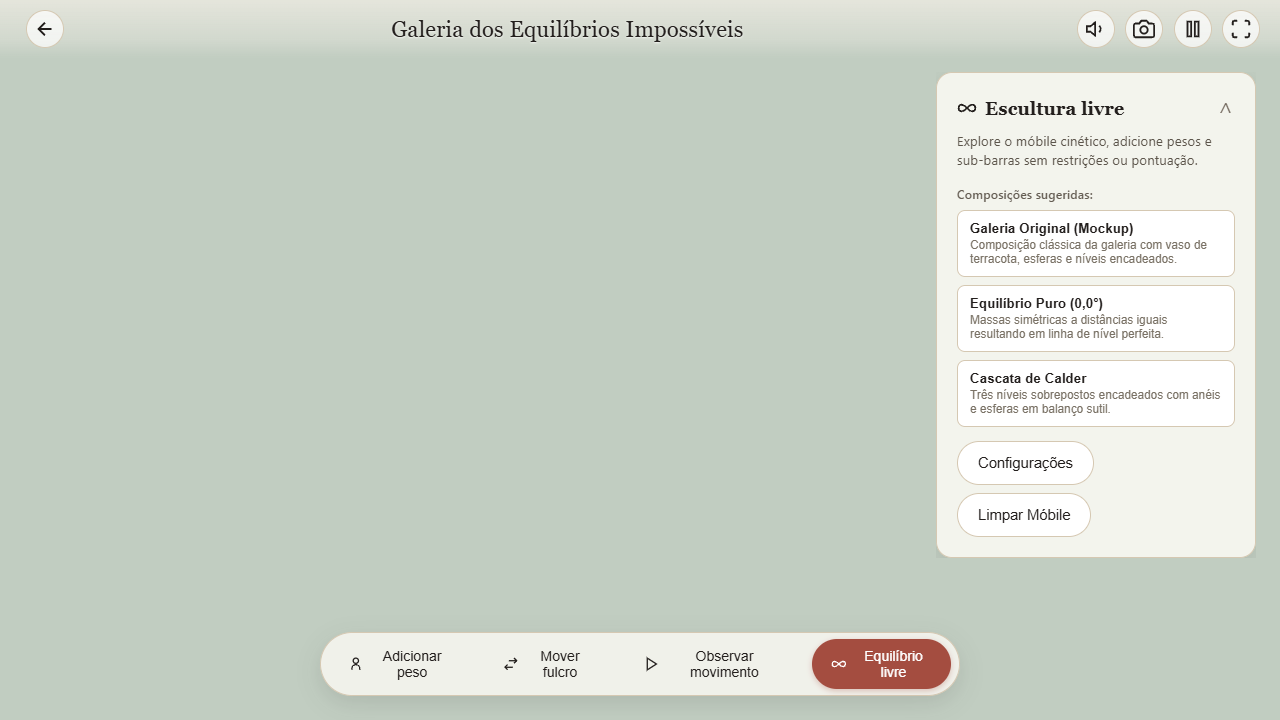 Galeria dos Equilíbrios Impossíveis
Escultura livre
Explore o móbile cinético, adicione pesos e
sub-barras sem restrições ou pontuação.
Composições sugeridas:
Galeria Original (Mockup)
Composição clássica da galeria com vaso de
terracota, esferas e níveis encadeados.
Equilíbrio Puro (0,0°)
Massas simétricas a distâncias iguais
resultando em linha de nível perfeita.
Cascata de Calder
Três níveis sobrepostos encadeados com anéis
e esferas em balanço sutil.
Configurações
Limpar Móbile
Adicionar
peso
Mover
fulcro
Observar
movimento
Equilíbrio
livre